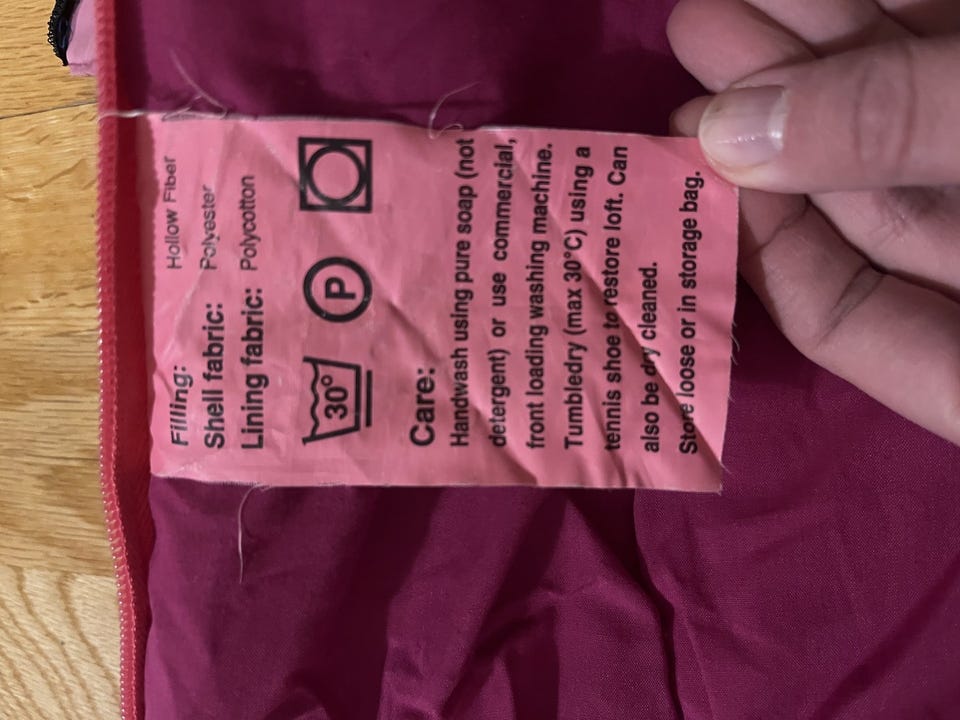 Filling: Hollow Fiber
Shell fabric: Polyester
Lining fabric: Polycotton
30°
P
Care:
Handwash using pure soap (not
detergent) or use commercial,
front loading washing machine.
Tumbledry (max 30°C) using a
tennis shoe to restore loft. Can
also be dry cleaned.
Store loose or in storage bag.